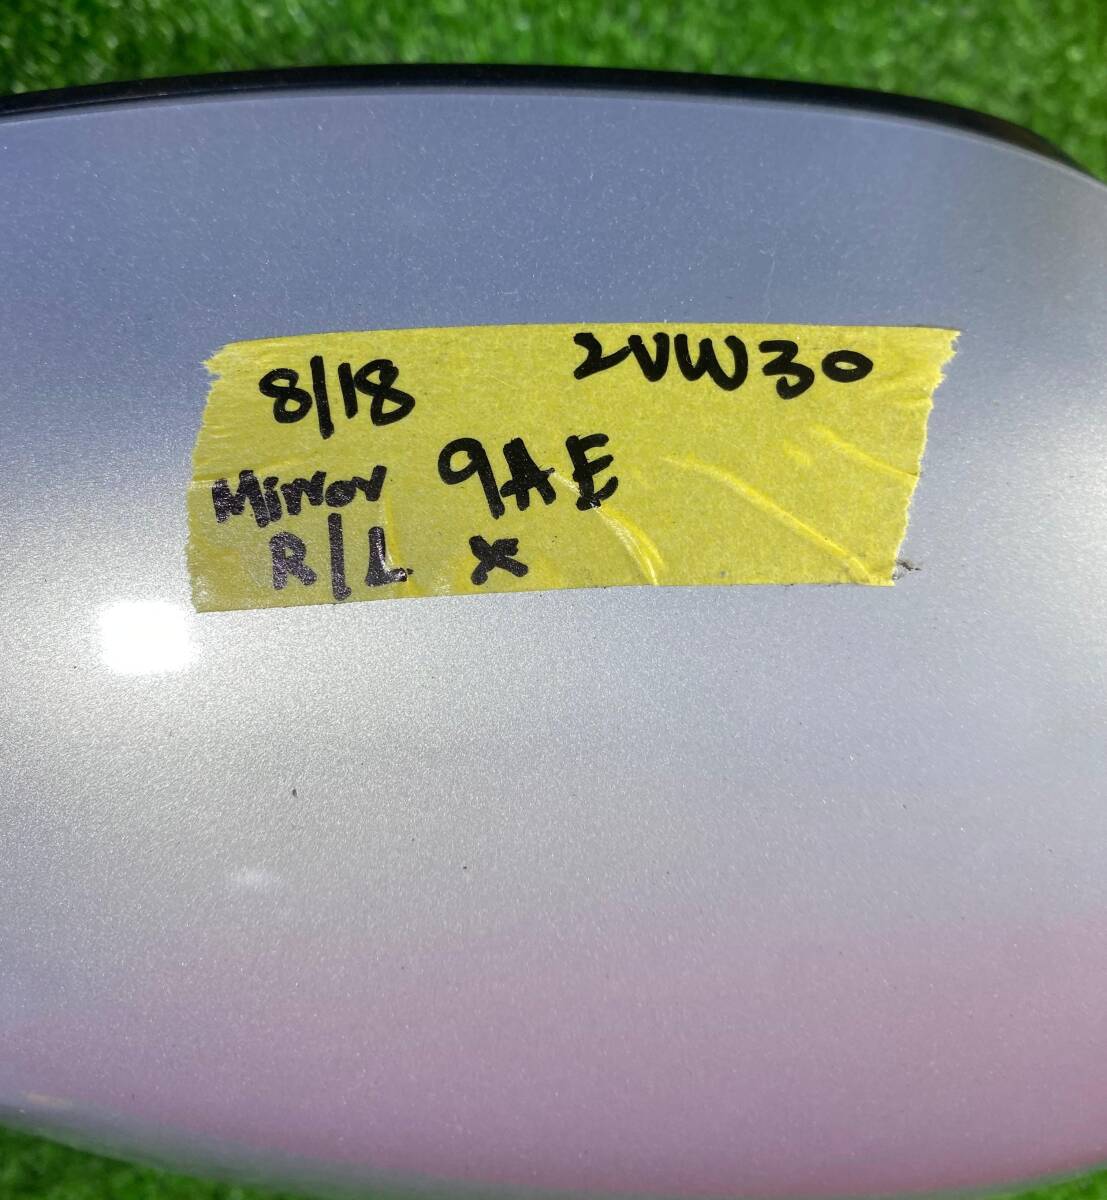 8/18 2VW30
Mirror 9AE
R/L X